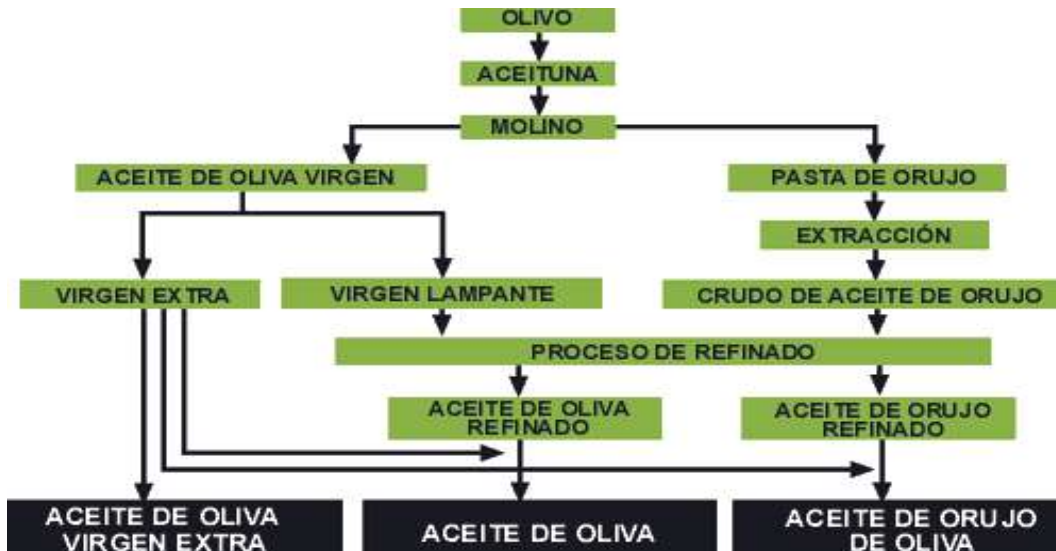 OLIVO
ACEITUNA
MOLINO
ACEITE DE OLIVA VIRGEN
PASTA DE ORUJO
EXTRACCIÓN
VIRGEN EXTRA
VIRGEN LAMPANTE
CRUDO DE ACEITE DE ORUJO
PROCESO DE REFINADO
ACEITE DE OLIVA
REFINADO
ACEITE DE ORUJO
REFINADO
ACEITE DE OLIVA
VIRGEN EXTRA
ACEITE DE OLIVA
ACEITE DE ORUJO
DE OLIVA